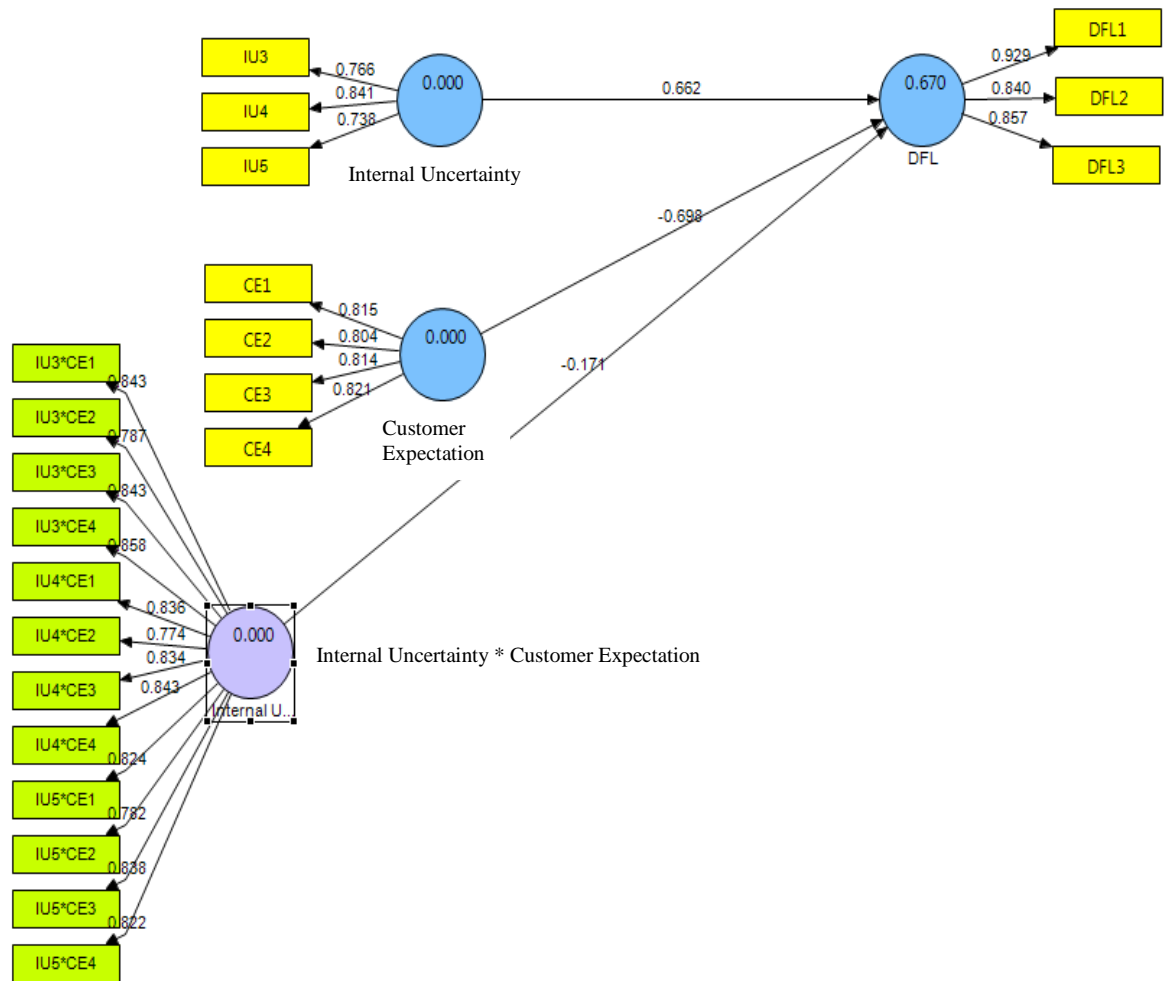 DFL1
IU3
0.929
0.766
0.000
0.670
0.662
0.841
0.840
DFL2
IU4
0.738
0.857
IU5
DFL
DFL3
Internal Uncertainty
-0.698
CE1
0.815
CE2
0.804
0.000
0.814
IU3*CE1
-0.171
0.843
CE3
0.821
IU3*CE2
Customer
Expectation
0.787
CE4
IU3*CE3
0.843
IU3*CE4
0.858
IU4*CE1
0.836
IU4*CE2
0.774
0.000
0.834
Internal Uncertainty * Customer Expectation
IU4*CE3
0.843
Internal U...
IU4*CE4
0.824
IU5*CE1
0.782
IU5*CE2
0.838
IU5*CE3
0.822
IU5*CE4